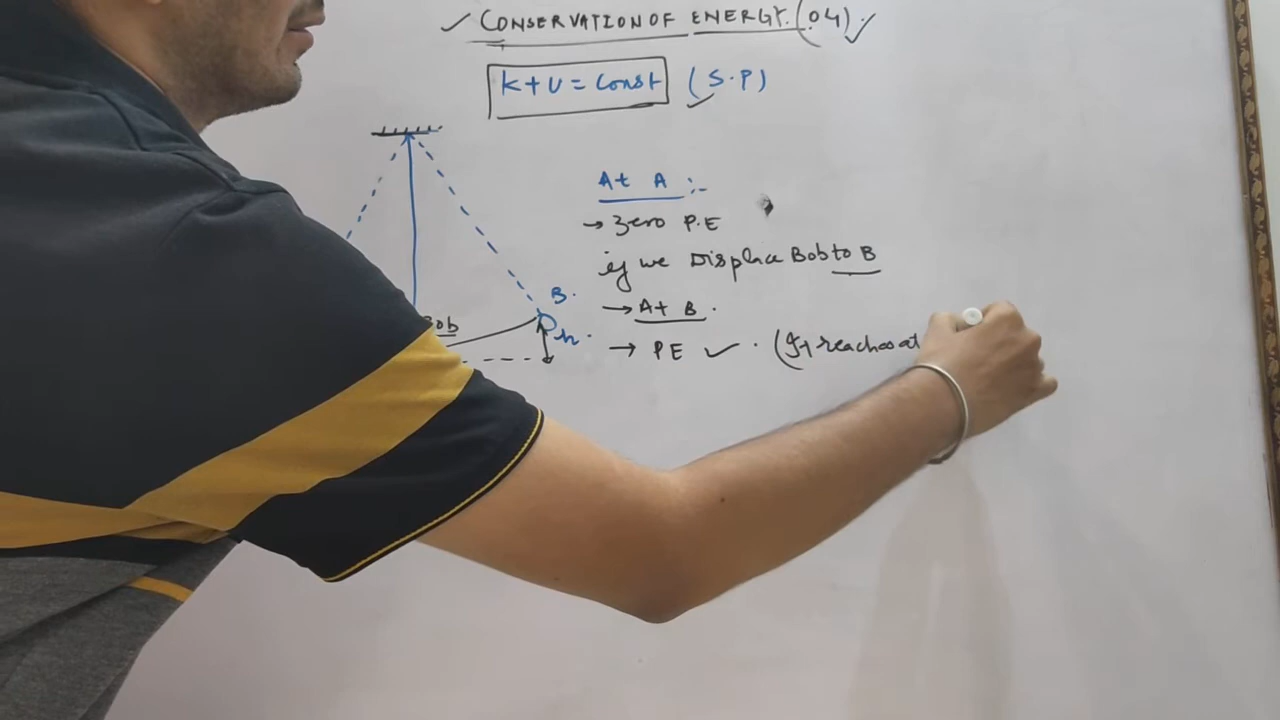 ✓ CONSERVATION OF ENERGY. (04). ✓
K+U = Const (S.P)
At A :-
→ Zero P.E
if we Displace Bob to B
B.
→ At B.
Bob
h.
→ PE ✓. (It reaches at